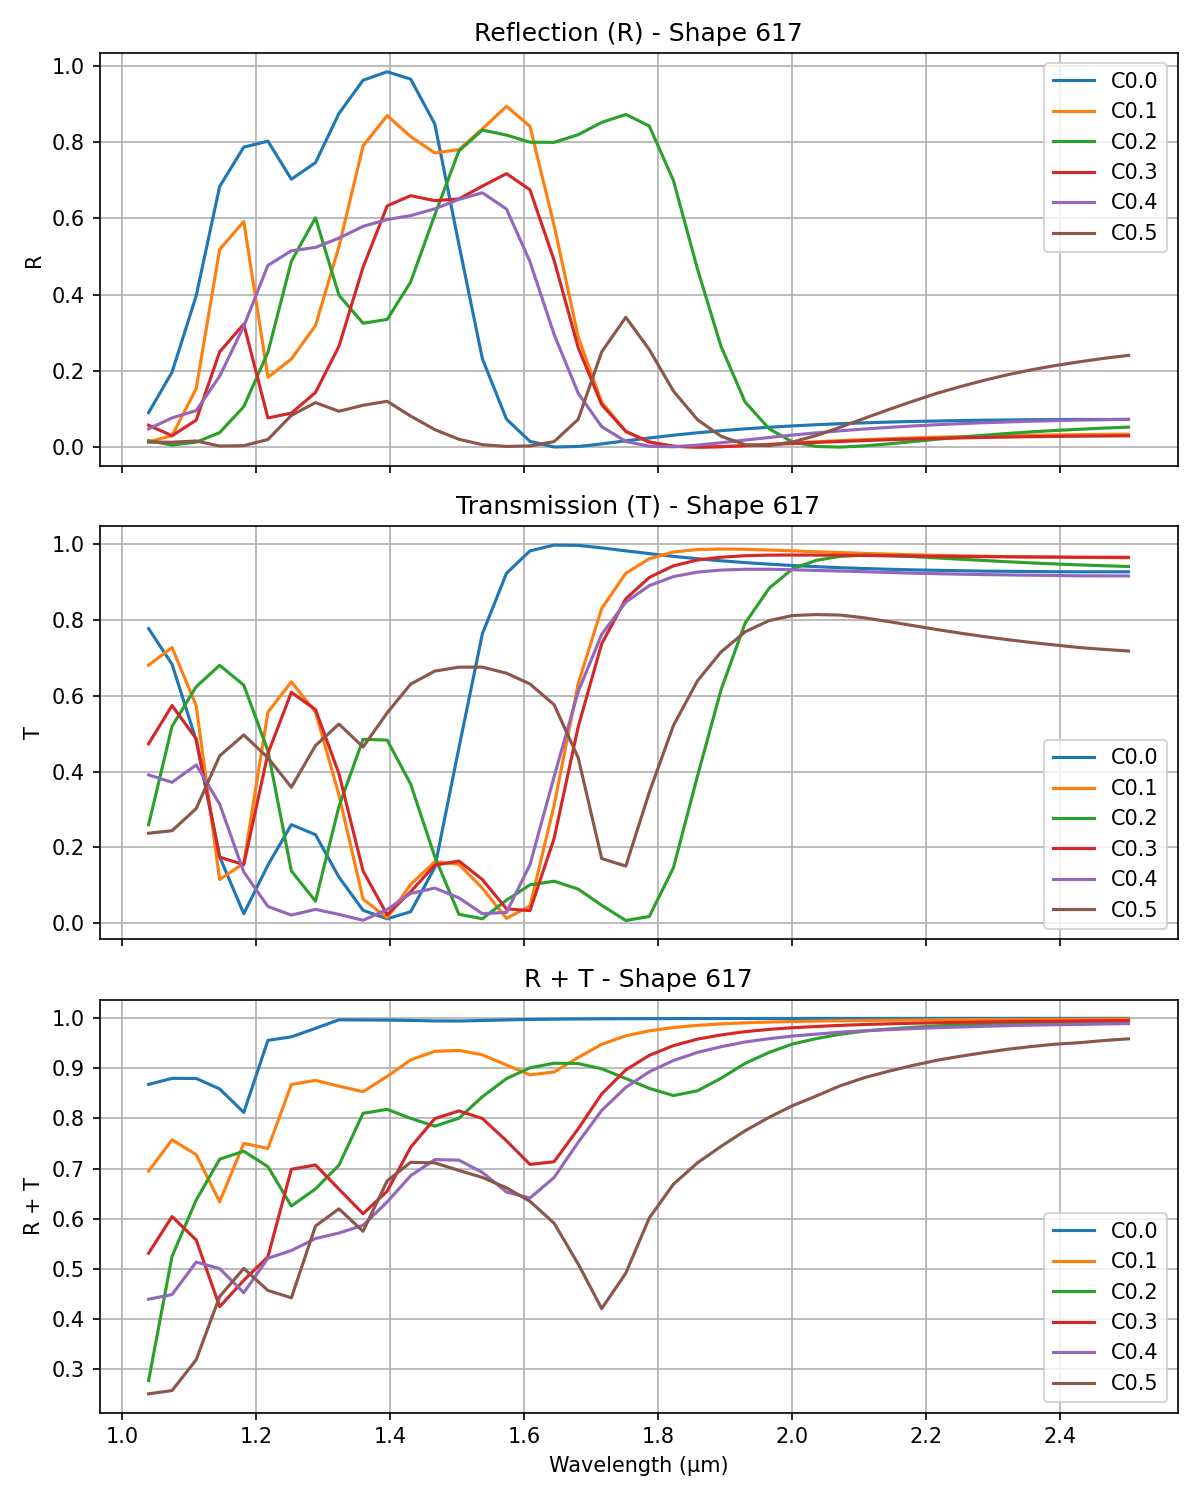 Reflection (R) - Shape 617
1.0
0.8
0.6
0.4
0.2
0.0
R
C0.0
C0.1
C0.2
C0.3
C0.4
C0.5
Transmission (T) - Shape 617
1.0
0.8
0.6
0.4
0.2
0.0
T
C0.0
C0.1
C0.2
C0.3
C0.4
C0.5
R + T - Shape 617
1.0
0.9
0.8
0.7
0.6
0.5
0.4
0.3
R + T
C0.0
C0.1
C0.2
C0.3
C0.4
C0.5
1.0 1.2 1.4 1.6 1.8 2.0 2.2 2.4
Wavelength (µm)